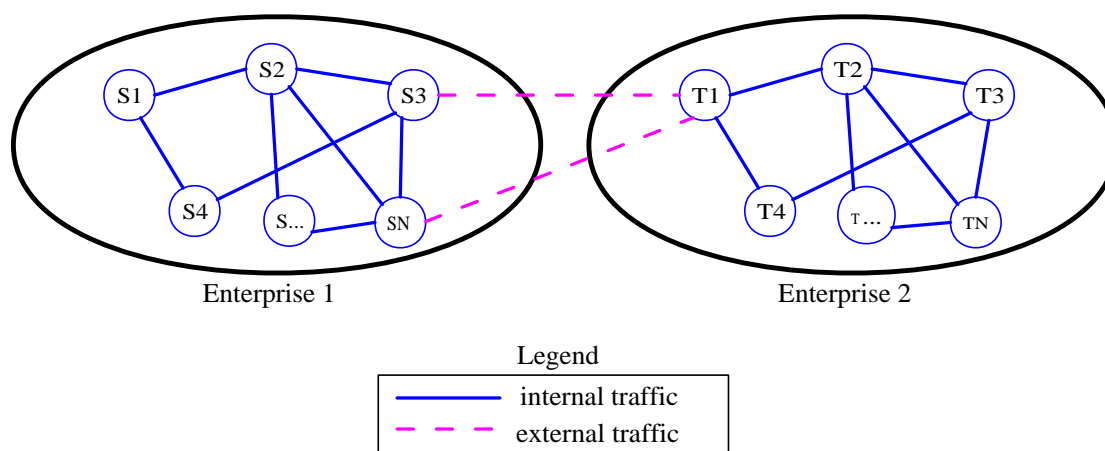 S1
S2
S3
S4
S...
SN
T1
T2
T3
T4
T...
TN
Enterprise 1
Enterprise 2
Legend
internal traffic
external traffic